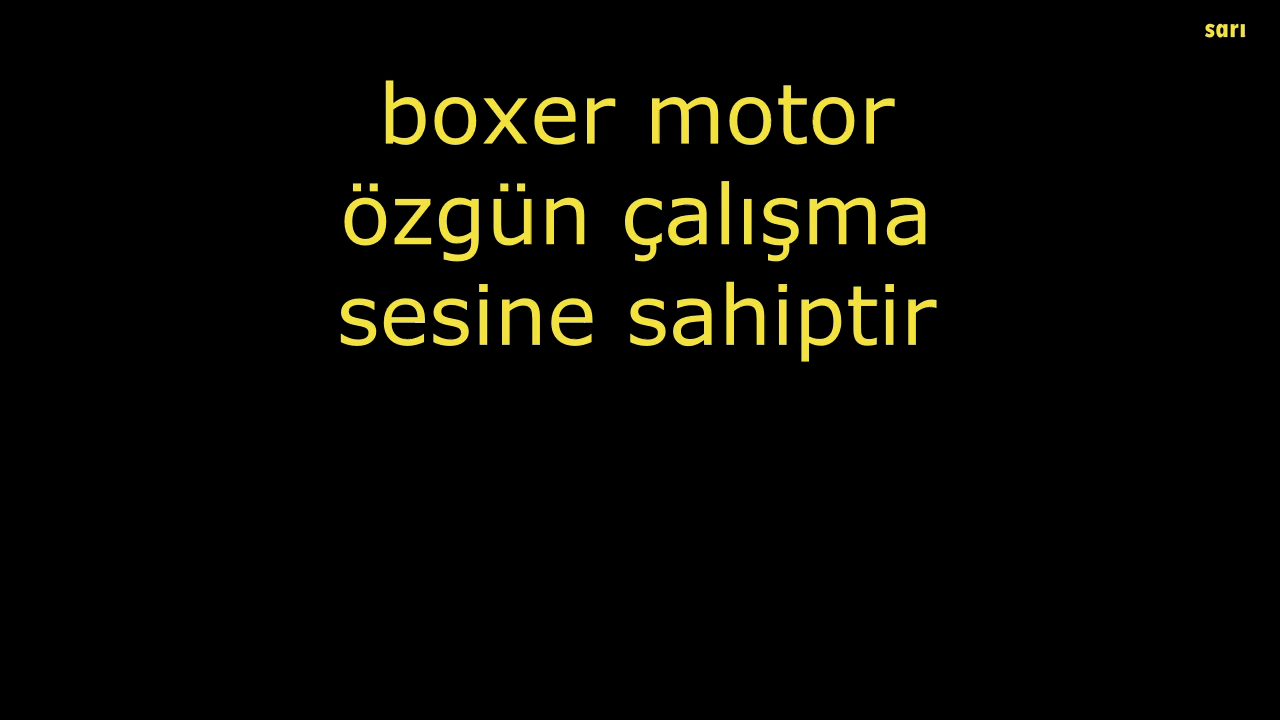 sarı
boxer motor
özgün çalışma
sesine sahiptir